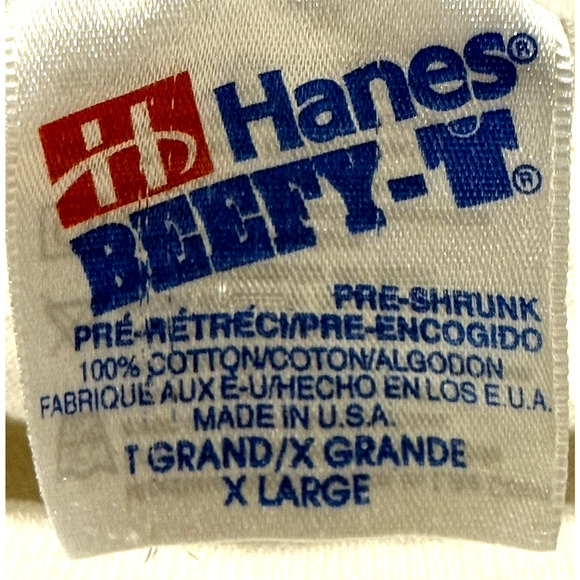 Hanes®
BEEFY-T®
PRE-SHRUNK
PRÉ-RÉTRÉCI/PRE-ENCOGIDO
100% COTTON/COTON/ALGODON
FABRIQUÉ AUX E-U/HECHO EN LOS E.U.A.
MADE IN U.S.A.
T GRAND/X GRANDE
X LARGE